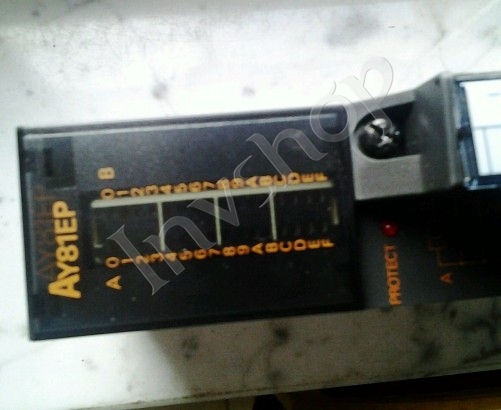 AY81EP
B
0 1 2 3 4 5 6 7 8 9 A B C D E F
A
0 1 2 3 4 5 6 7 8 9 A B C D E F
PROTECT
A
Invshop